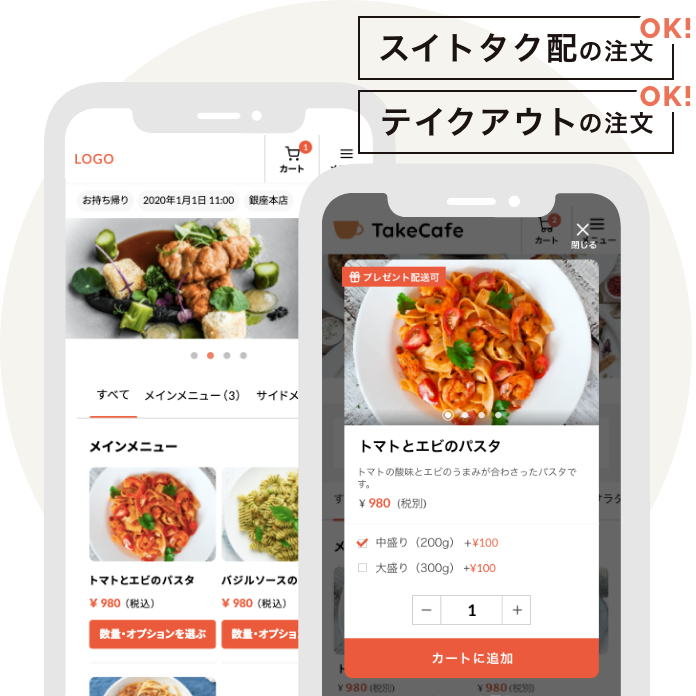 スイトタク配の注文
OK!
テイクアウトの注文
OK!
LOGO
1
カート
お持ち帰り
2020年1月1日 11:00
銀座本店
すべて
メインメニュー(3)
サイドメ
メインメニュー
トマトとエビのパスタ
¥ 980 (税込)
数量・オプションを選ぶ
バジルソースの
¥ 980 (税込)
数量・オプショ
TakeCafe
2
カート
メニュー
閉じる
プレゼント配送可
トマトとエビのパスタ
トマトの酸味とエビのうまみが合わさったパスタで
す。
¥ 980 (税別)
中盛り (200g) +¥100
大盛り (300g) +¥100
− 1 +
カートに追加
サラダ
¥ 980 (税別)
¥ 980 (税別)